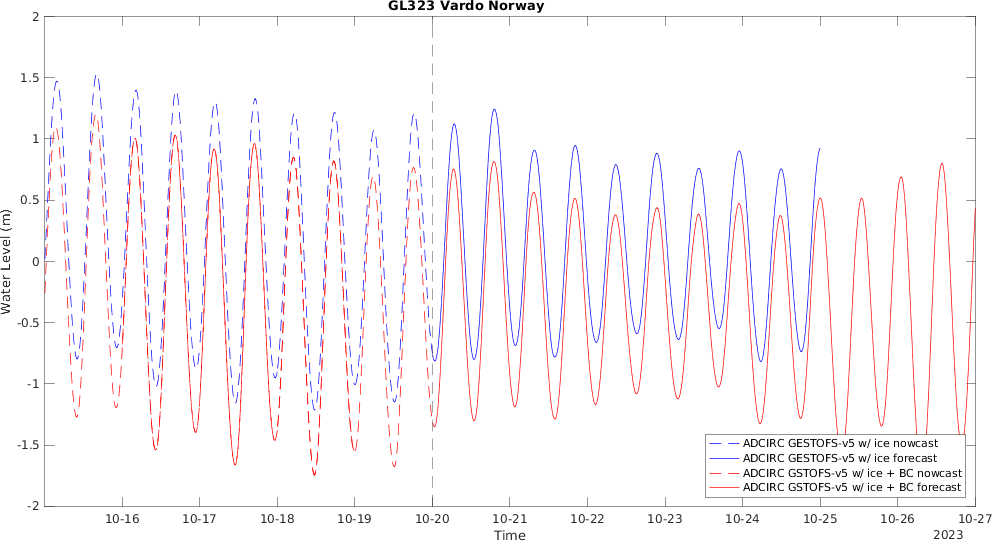 GL323 Vardo Norway
Water Level (m)
2
1.5
1
0.5
0
-0.5
-1
-1.5
-2
10-16 10-17 10-18 10-19 10-20 10-21 10-22 10-23 10-24 10-25 10-26 10-27
Time
2023
ADCIRC GESTOFS-v5 w/ ice nowcast
ADCIRC GESTOFS-v5 w/ ice forecast
ADCIRC GSTOFS-v5 w/ ice + BC nowcast
ADCIRC GSTOFS-v5 w/ ice + BC forecast